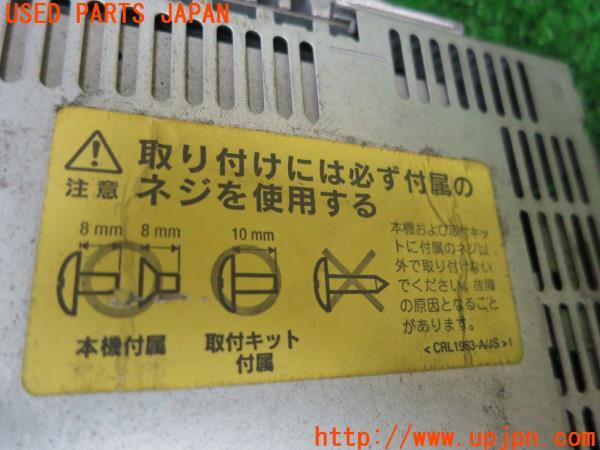 USED PARTS JAPAN
取り付けには必ず付属の
ネジを使用する
注意
8 mm 8 mm
10 mm
本機付属
取付キット
付属
本機および取付キッ
トに付属のネジ以
外で取り付けない
でください。故障
の原因となること
があります。
< CRL1963-A/JS >
http://www.upjpn.com/